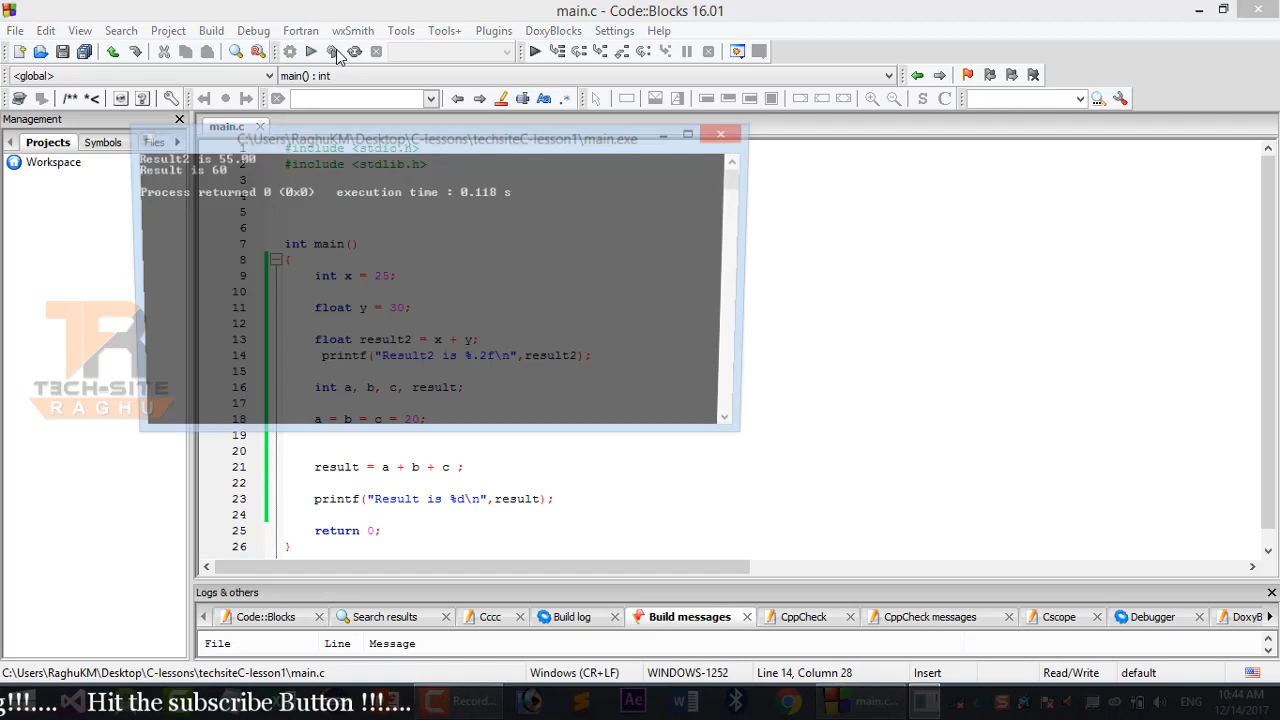 main.c - Code::Blocks 16.01
File Edit View Search Project Build Debug Fortran wxSmith Tools Tools+ Plugins DoxyBlocks Settings Help
<global> main() : int
/** *< S C
Management
Projects Symbols Files
Workspace
main.c
C:\Users\RaghuKM\Desktop\C-lessons\techsiteC-lesson1\main.exe
Result2 is 55.00
Result is 60
Process returned 0 (0x0) execution time : 0.118 s
1 #include <stdio.h>
2 #include <stdlib.h>
3
4
5
6
7 int main()
8 {
9 int x = 25;
10
11 float y = 30;
12
13 float result2 = x + y;
14 printf("Result2 is %.2f\n",result2);
15
16 int a, b, c, result;
17
18 a = b = c = 20;
19
20
21 result = a + b + c ;
22
23 printf("Result is %d\n",result);
24
25 return 0;
26 }
TR
TECH-SITE
RAGHU
Logs & others
Code::Blocks Search results Cccc Build log Build messages CppCheck CppCheck messages Cscope Debugger DoxyB
File Line Message
C:\Users\RaghuKM\Desktop\C-lessons\techsiteC-lesson1\main.c Windows (CR+LF) WINDOWS-1252 Line 14, Column 28 Insert Read/Write default
g!!!.... Hit the subscribe Button !!!....
Record... Ae main.c...
10:44 AM
12/14/2017